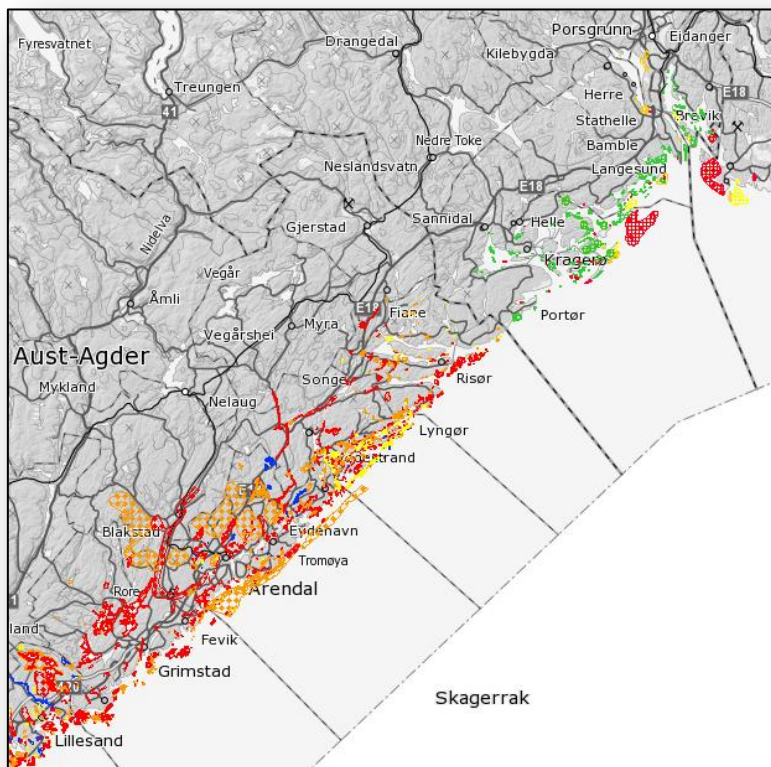 Porsgrunn
Eidanger
Fyresvatnet
Drangedal
Kilebygda
E18
Treungen
Herre
41
Stathelle
Brevik
Bamble
Nedre Toke
Neslandsvatn
Langesund
E18
Sannidal
Helle
Gjerstad
Nidelva
Kragerø
Vegår
Åmli
E18
Fiane
Portør
Vegårshei
Myra
Aust-Agder
Risør
Songe
Mykland
Nelaug
Lyngør
Blakstad
Eydehavn
Tromøya
Rore
Arendal
Fevik
Grimstad
Skagerrak
420
Lillesand